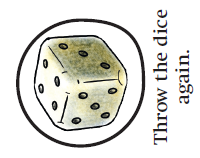 Throw the dice
again.